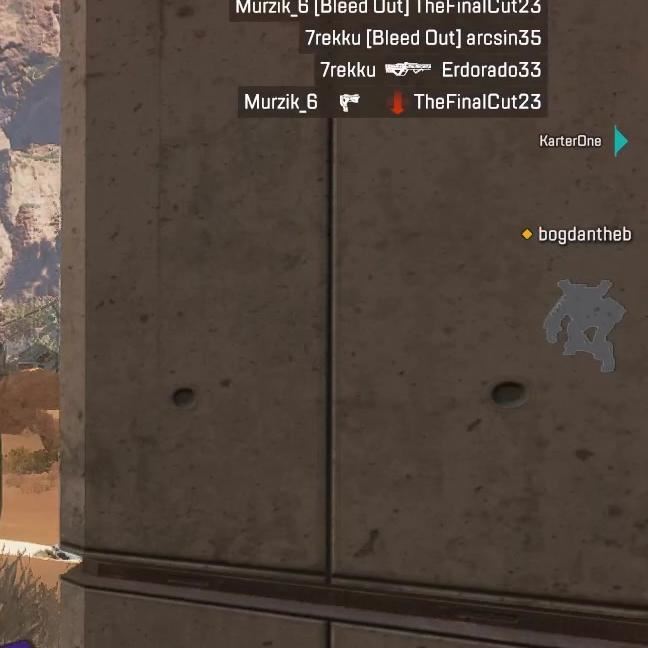 Murzik_6 [Bleed Out] TheFinalCut23
7rekku [Bleed Out] arcsin35
7rekku Erdorado33
Murzik_6 TheFinalCut23
KarterOne
bogdantheb